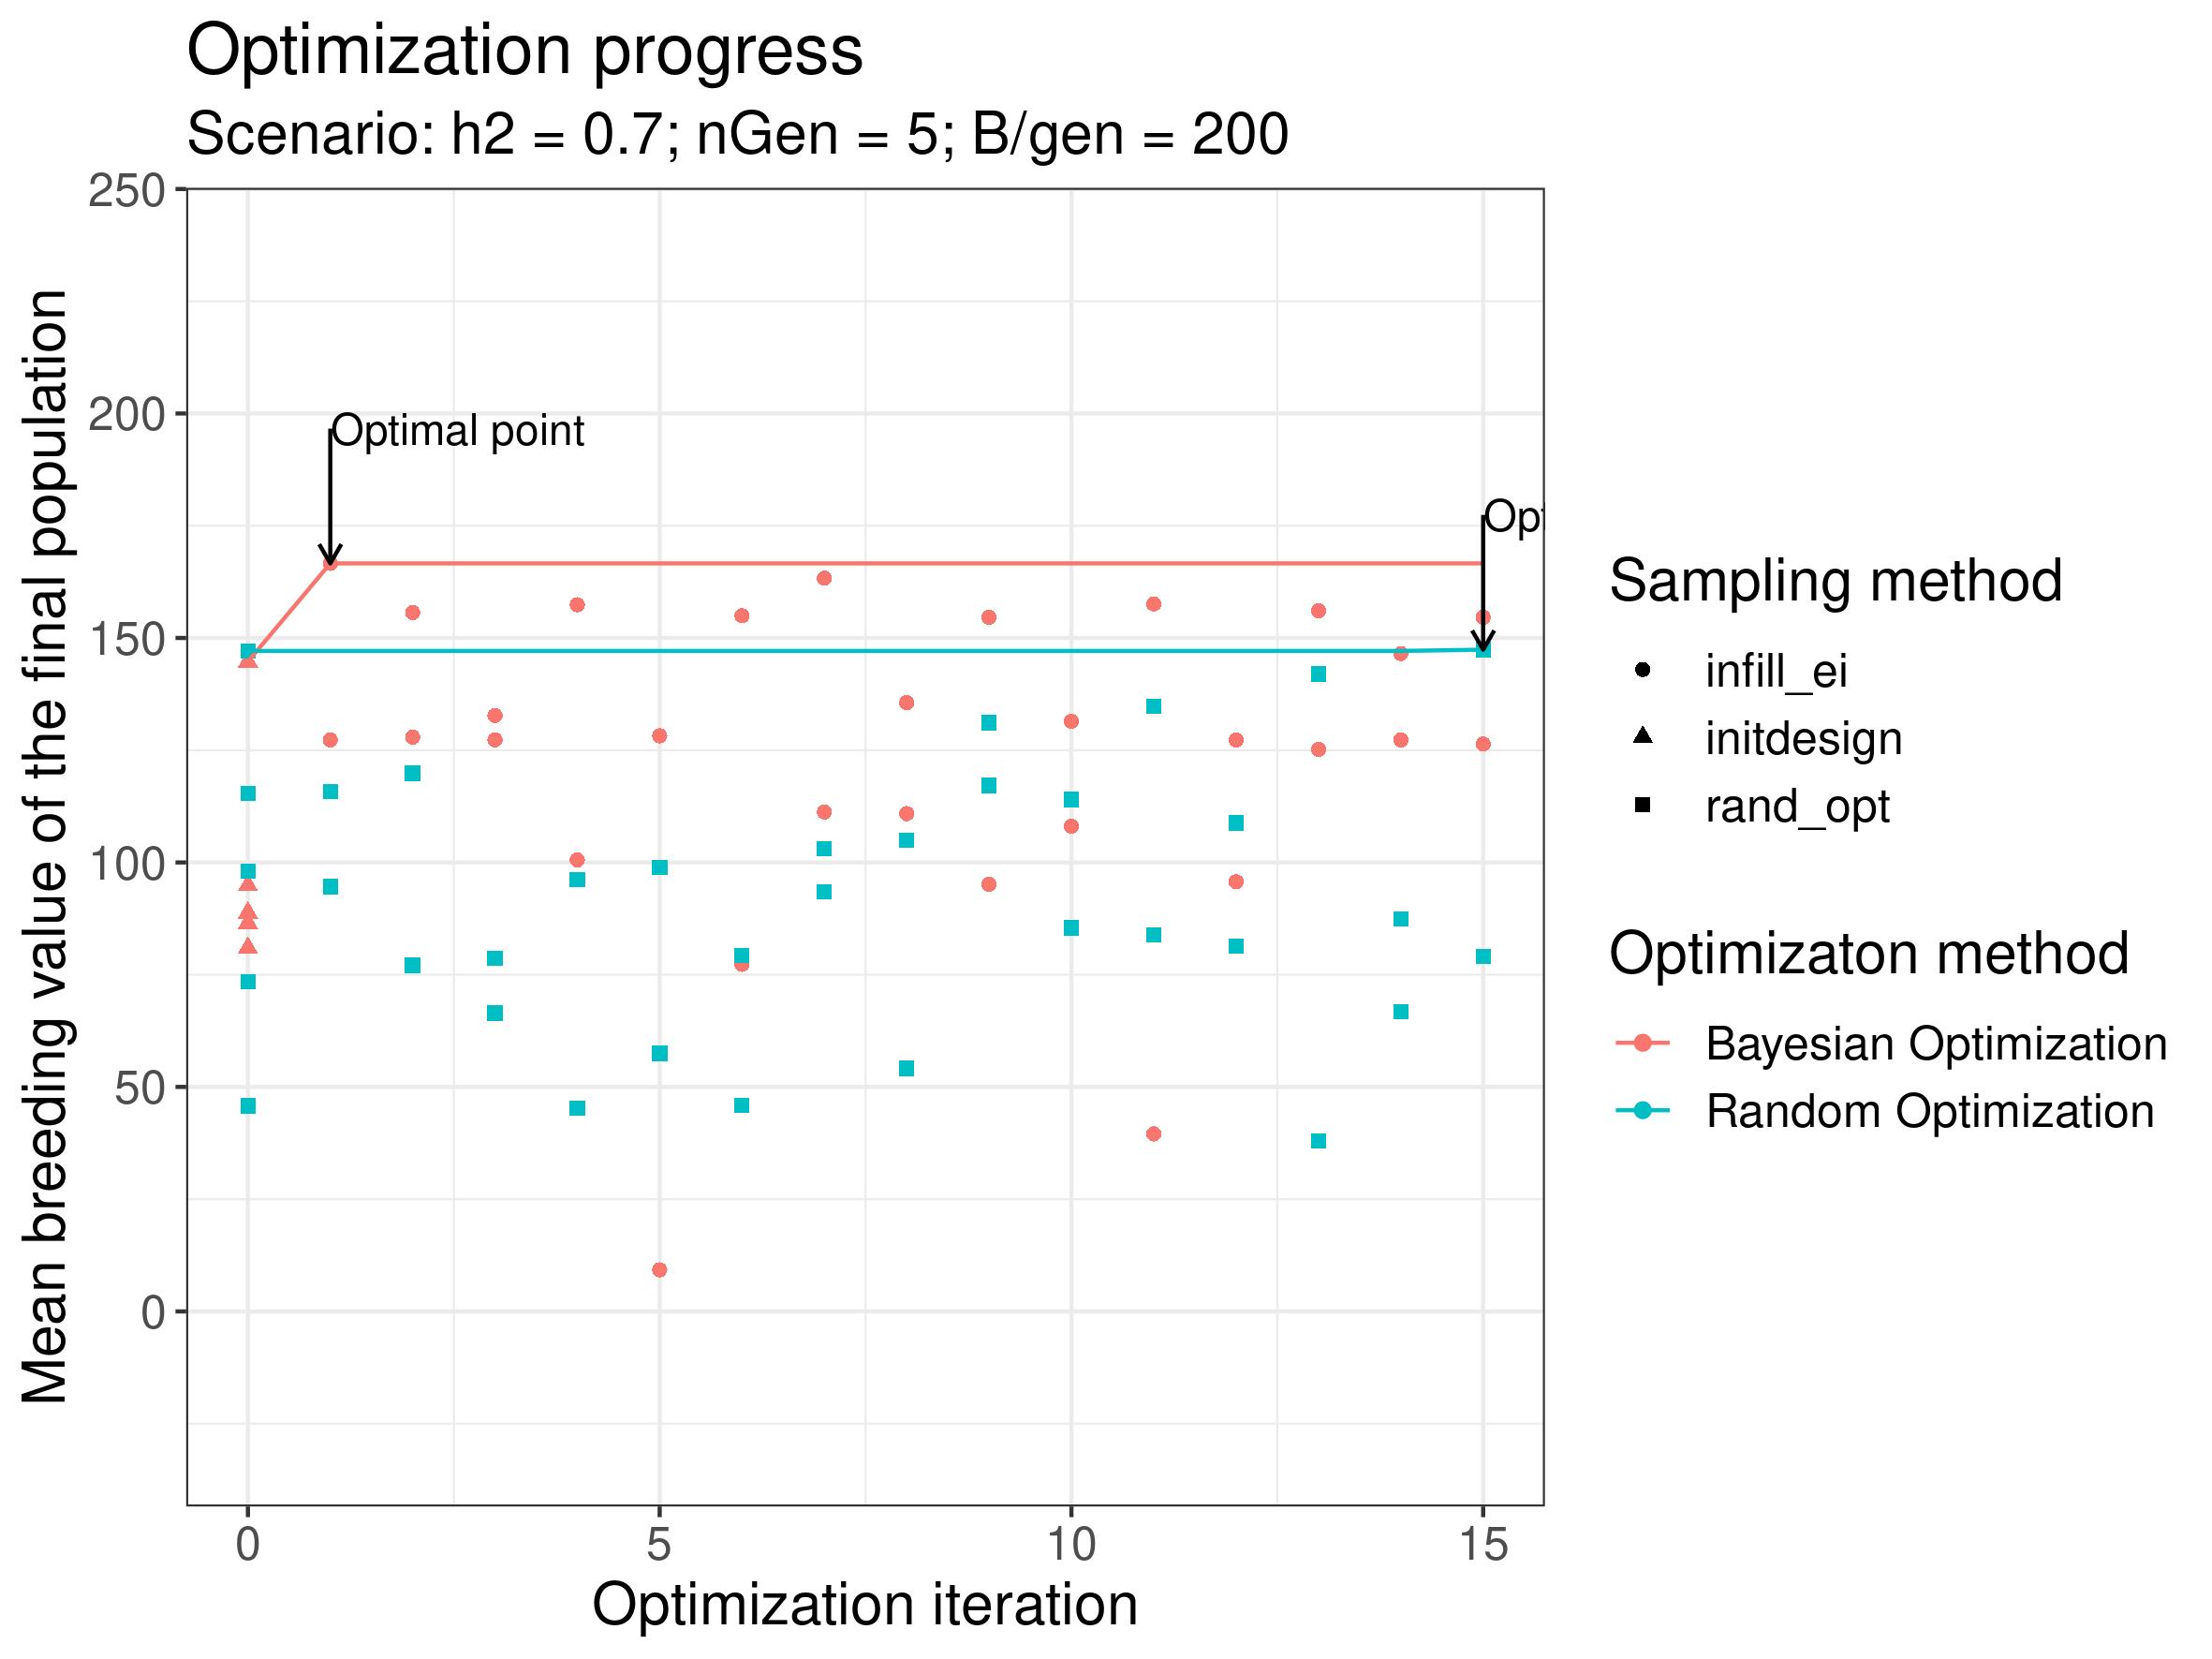 Optimization progress
Scenario: h2 = 0.7; nGen = 5; B/gen = 200
Mean breeding value of the final population
250
200
150
100
50
0
Optimal point
Opt
0
5
10
15
Optimization iteration
Sampling method
infill_ei
initdesign
rand_opt
Optimizaton method
Bayesian Optimization
Random Optimization